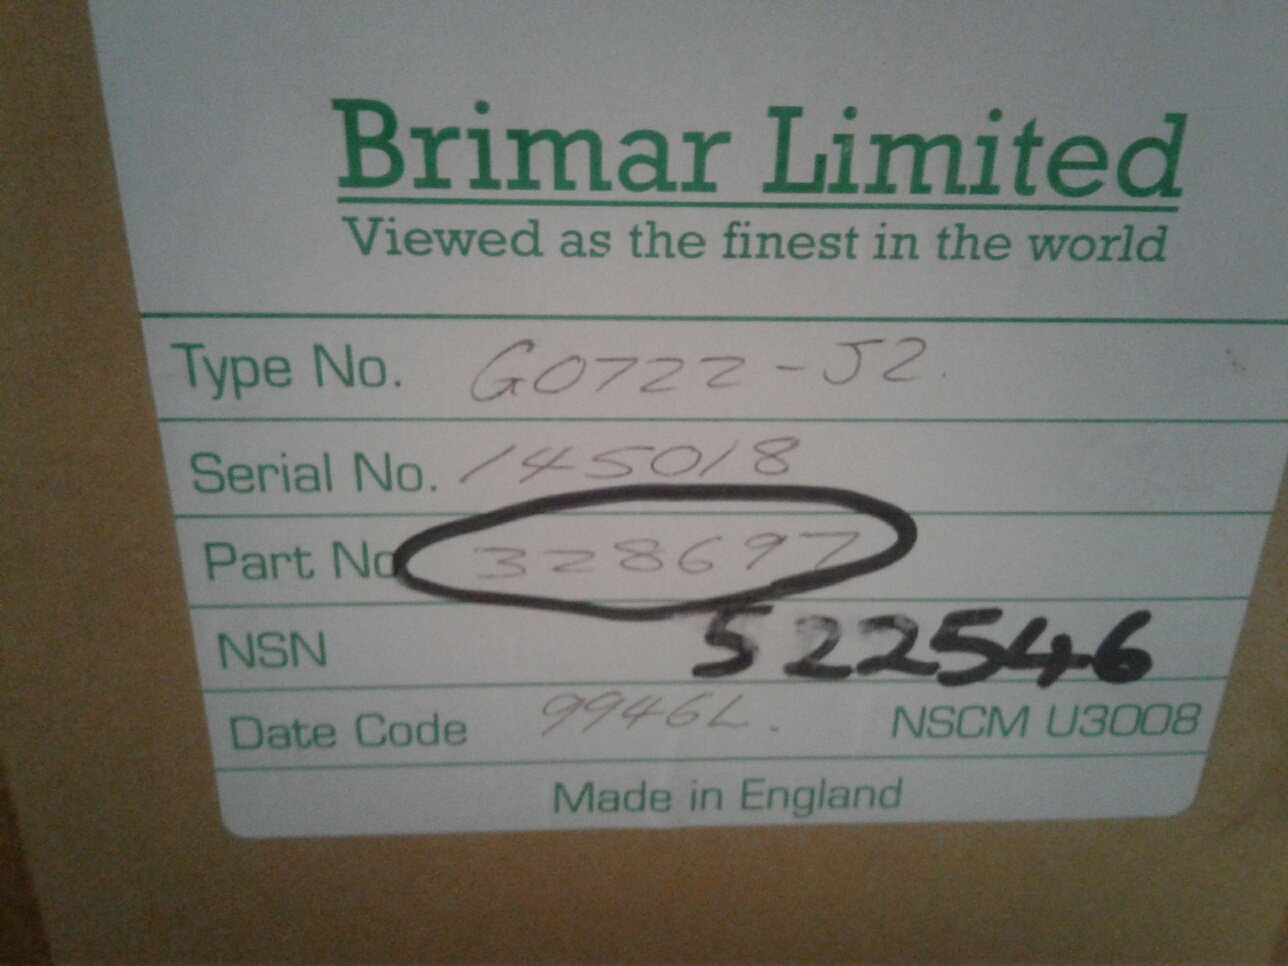 Brimar Limited
Viewed as the finest in the world
Type No. G0722-J2.
Serial No. 145018
Part No 328697
NSN 522546
Date Code 9946L. NSCM U3008
Made in England